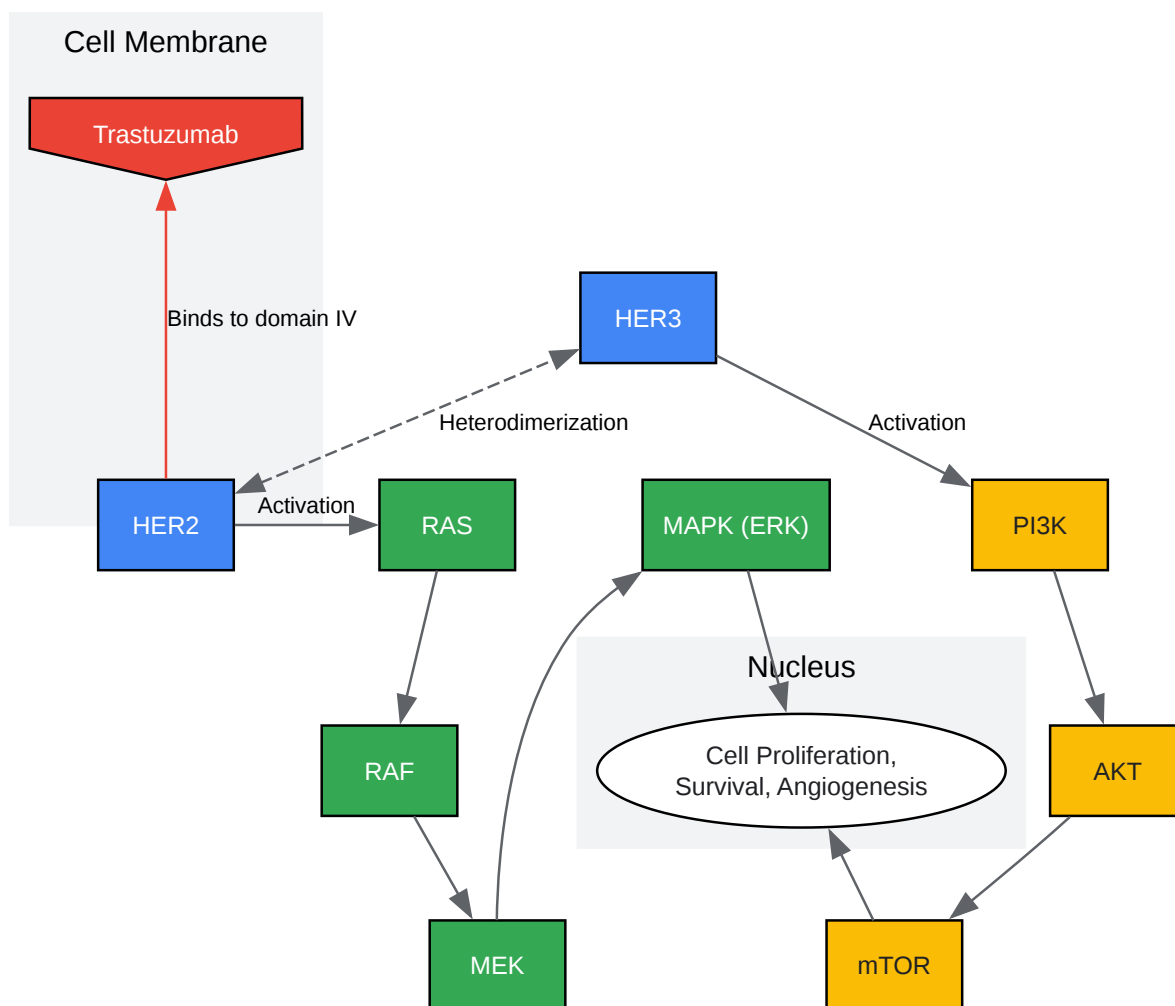 Cell Membrane
Trastuzumab
HER3
Binds to domain IV
Heterodimerization
Activation
HER2
Activation
RAS
MAPK (ERK)
PI3K
Nucleus
RAF
Cell Proliferation,
Survival, Angiogenesis
AKT
MEK
mTOR